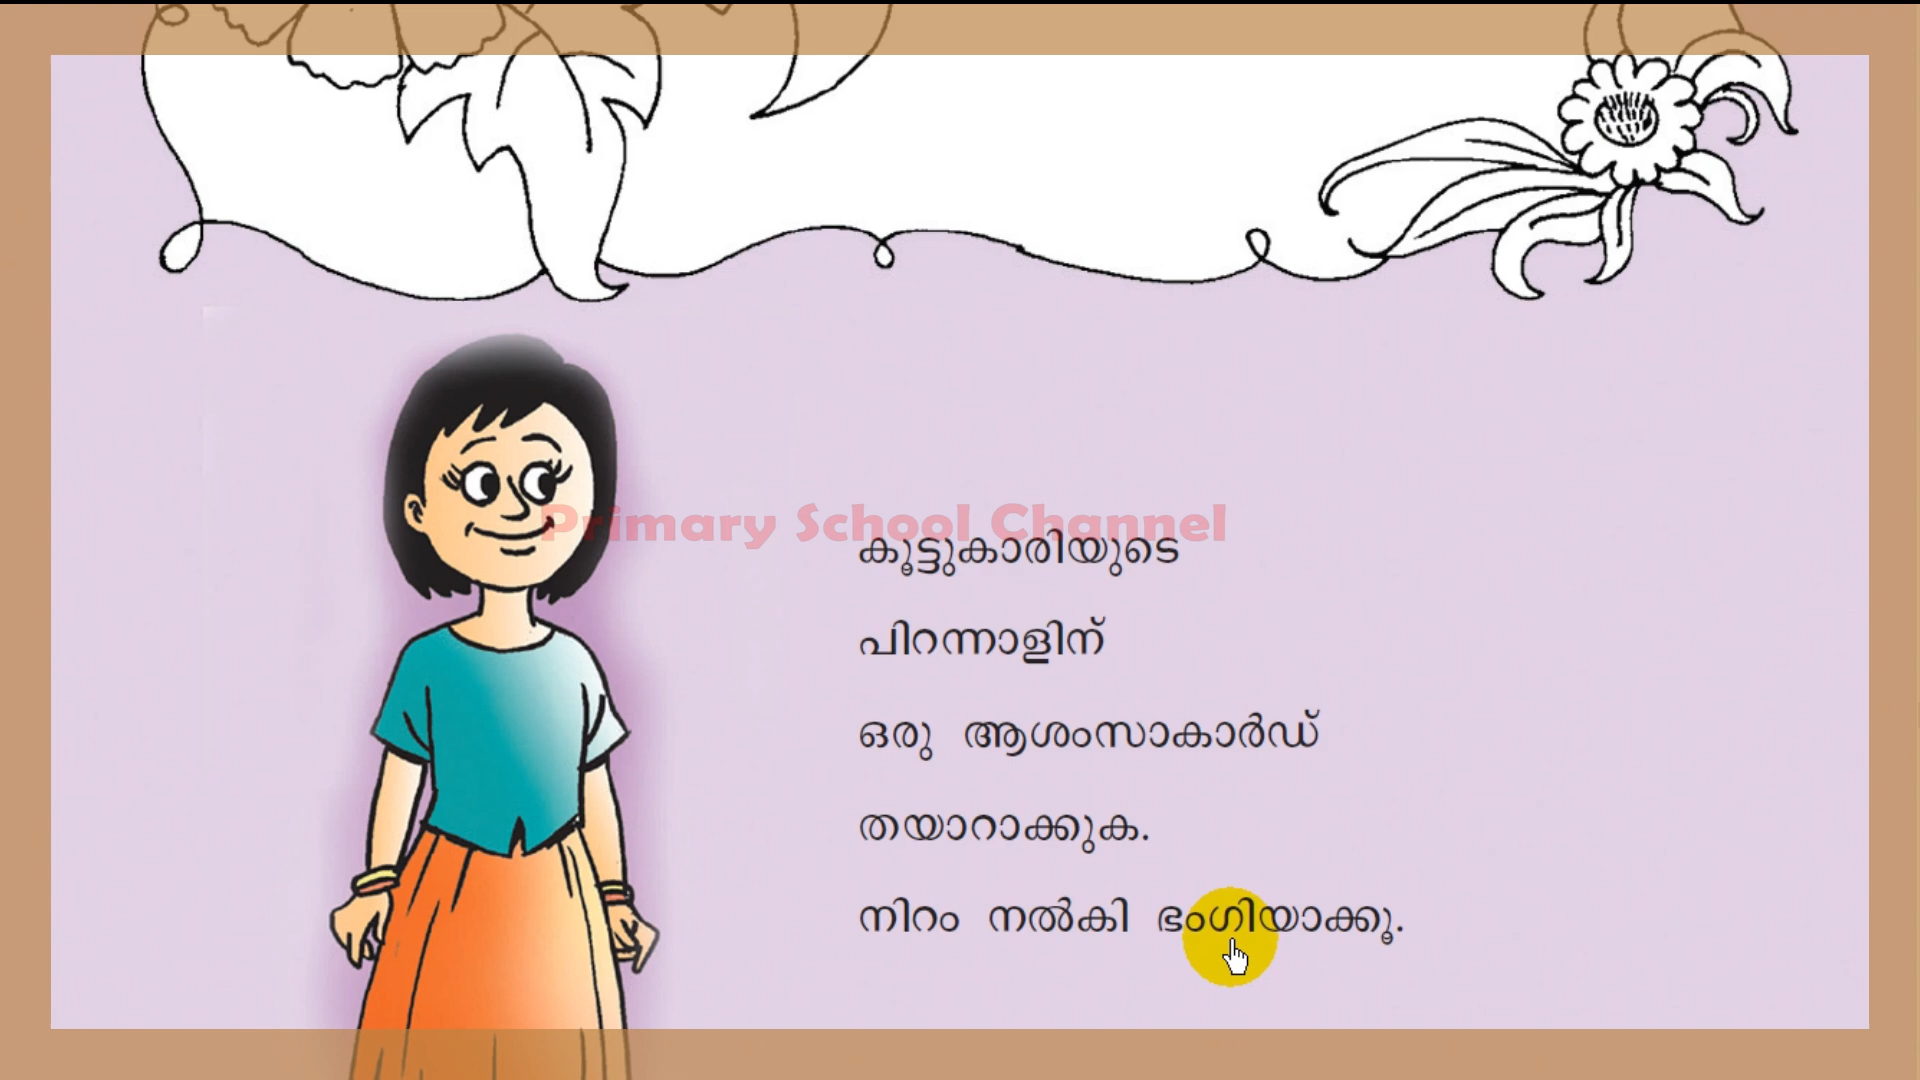 Primary School Channel
കൂട്ടുകാരിയുടെ
പിറന്നാളിന്
ഒരു ആശംസാകാർഡ്
തയാറാക്കുക.
നിറം നൽകി ഭംഗിയാക്കൂ.